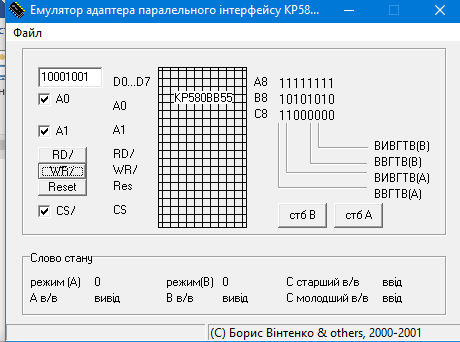 Емулятор адаптера паралельного інтерфейсу КР58...
Файл
10001001 D0...D7
A0 A0
A1 A1
RD/ RD/
WR/ WR/
Reset Res
CS/ CS
КР580ВВ55
A8 11111111
B8 10101010
C8 11000000
ВИВГТВ(B)
ВВГТВ(B)
ВИВГТВ(A)
ВВГТВ(A)
стб B стб A
Слово стану
режим (A) 0 режим(B) 0 C старший в/в ввід
A в/в вивід B в/в вивід C молодший в/в ввід
(C) Борис Вінтенко & others, 2000-2001